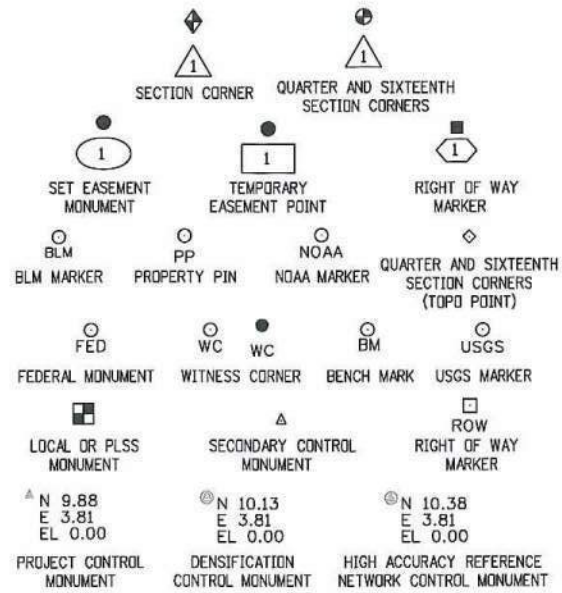 1
1
SECTION CORNER
QUARTER AND SIXTEENTH
SECTION CORNERS
1
1
1
SET EASEMENT
MONUMENT
TEMPORARY
EASEMENT POINT
RIGHT OF WAY
MARKER
BLM
PP
NOAA
BLM MARKER
PROPERTY PIN
NOAA MARKER
QUARTER AND SIXTEENTH
SECTION CORNERS
(TOPO POINT)
FED
WC
WC
BM
USGS
FEDERAL MONUMENT
WITNESS CORNER
BENCH MARK
USGS MARKER
ROW
LOCAL OR PLSS
MONUMENT
SECONDARY CONTROL
MONUMENT
RIGHT OF WAY
MARKER
N 9.88
E 3.81
EL 0.00
N 10.13
E 3.81
EL 0.00
N 10.38
E 3.81
EL 0.00
PROJECT CONTROL
MONUMENT
DENSIFICATION
CONTROL MONUMENT
HIGH ACCURACY REFERENCE
NETWORK CONTROL MONUMENT